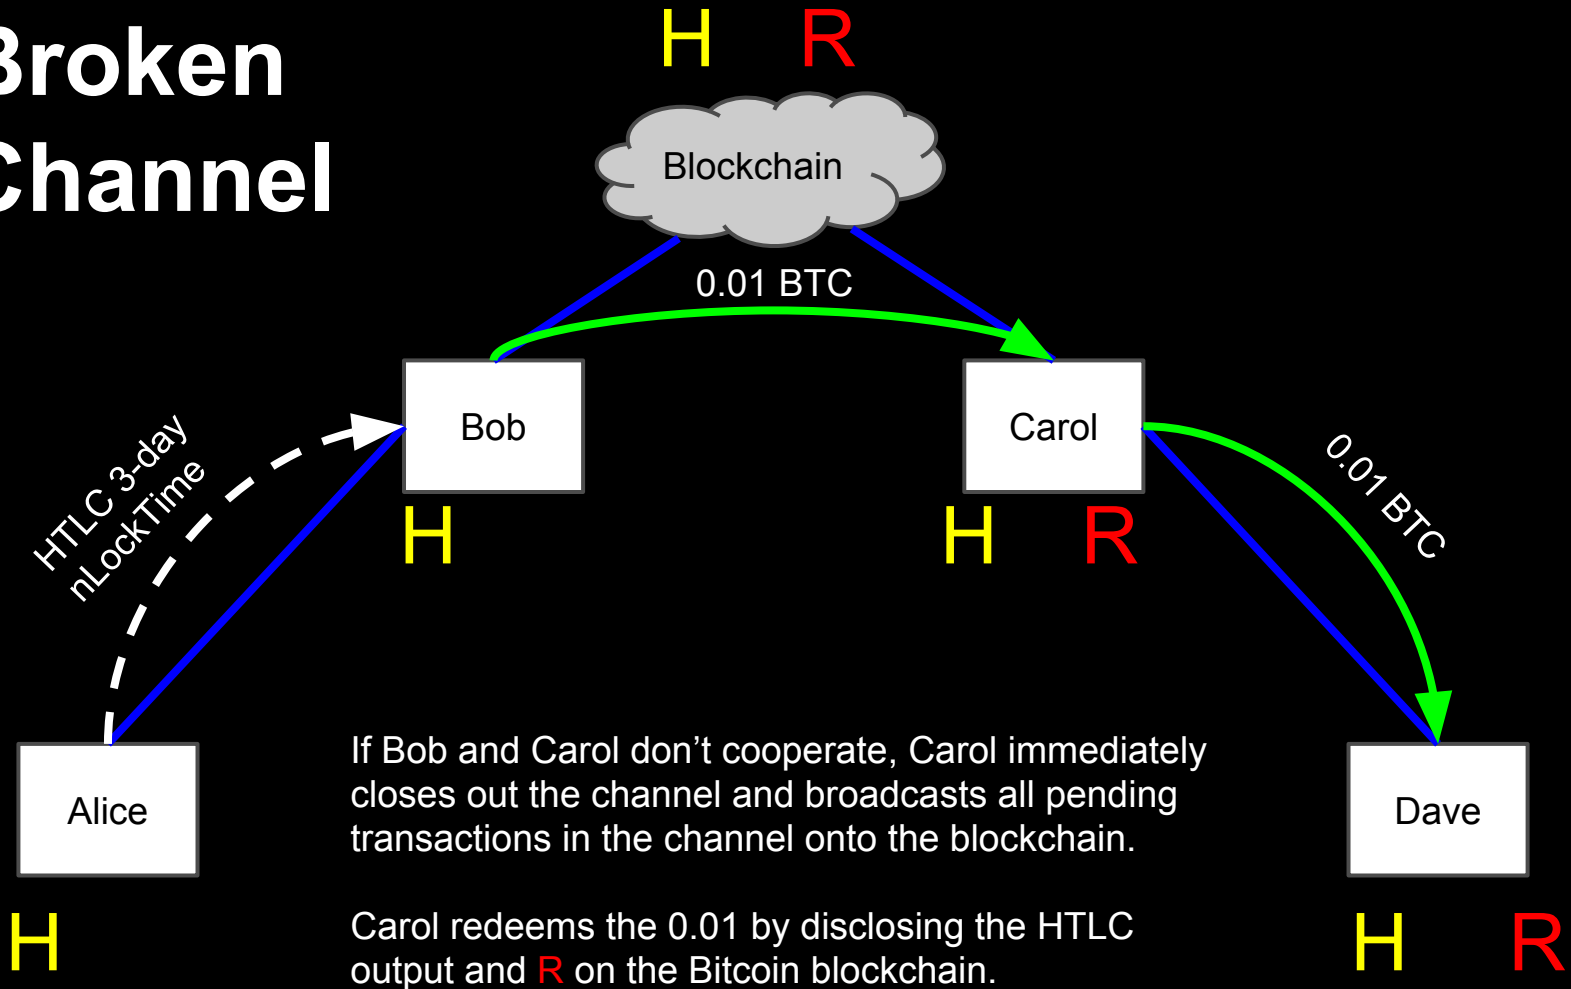 Broken
Channel
H R
Blockchain
0.01 BTC
Bob
Carol
HTLC 3-day
nLockTime
0.01 BTC
H
H R
Alice
If Bob and Carol don’t cooperate, Carol immediately
closes out the channel and broadcasts all pending
transactions in the channel onto the blockchain.
Dave
H
Carol redeems the 0.01 by disclosing the HTLC
output and R on the Bitcoin blockchain.
H R